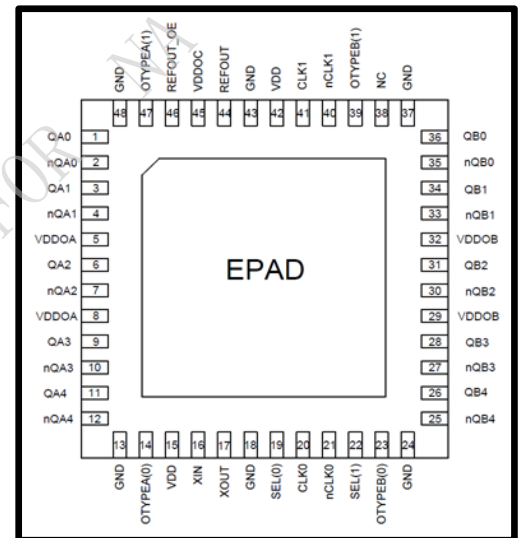 GND OTYPEA(1) REFOUT_OE VDDOC REFOUT GND VDD CLK1 nCLK1 OTYPEB(1) NC GND
48 47 46 45 44 43 42 41 40 39 38 37
QA0 1 36 QB0
nQA0 2 35 nQB0
QA1 3 34 QB1
nQA1 4 33 nQB1
VDDOA 5 32 VDDOB
QA2 6 31 QB2
nQA2 7 30 nQB2
VDDOA 8 29 VDDOB
QA3 9 28 QB3
nQA3 10 27 nQB3
QA4 11 26 QB4
nQA4 12 25 nQB4
EPAD
13 14 15 16 17 18 19 20 21 22 23 24
GND OTYPEA(0) VDD XIN XOUT GND SEL(0) CLK0 nCLK0 SEL(1) OTYPEB(0) GND
FOR NA